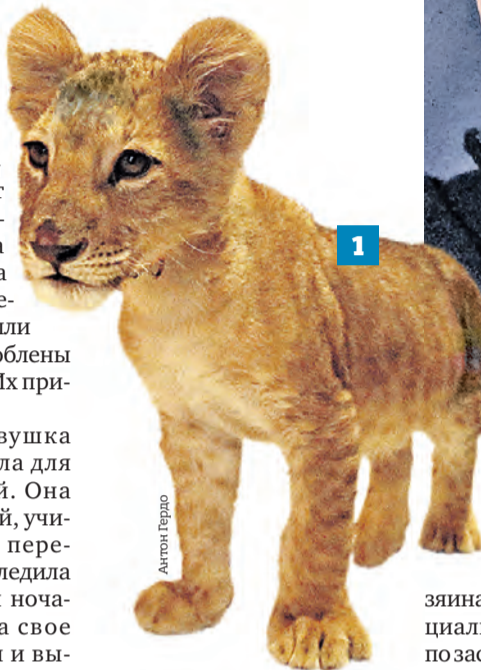 т
-
а
а
е-
или
облены
Их при-
вушка
ла для
й. Она
й, учи-
пере-
ледила
ноча-
а свое
и вы-
1
Антон Гердо
зяина
циаль
по зас